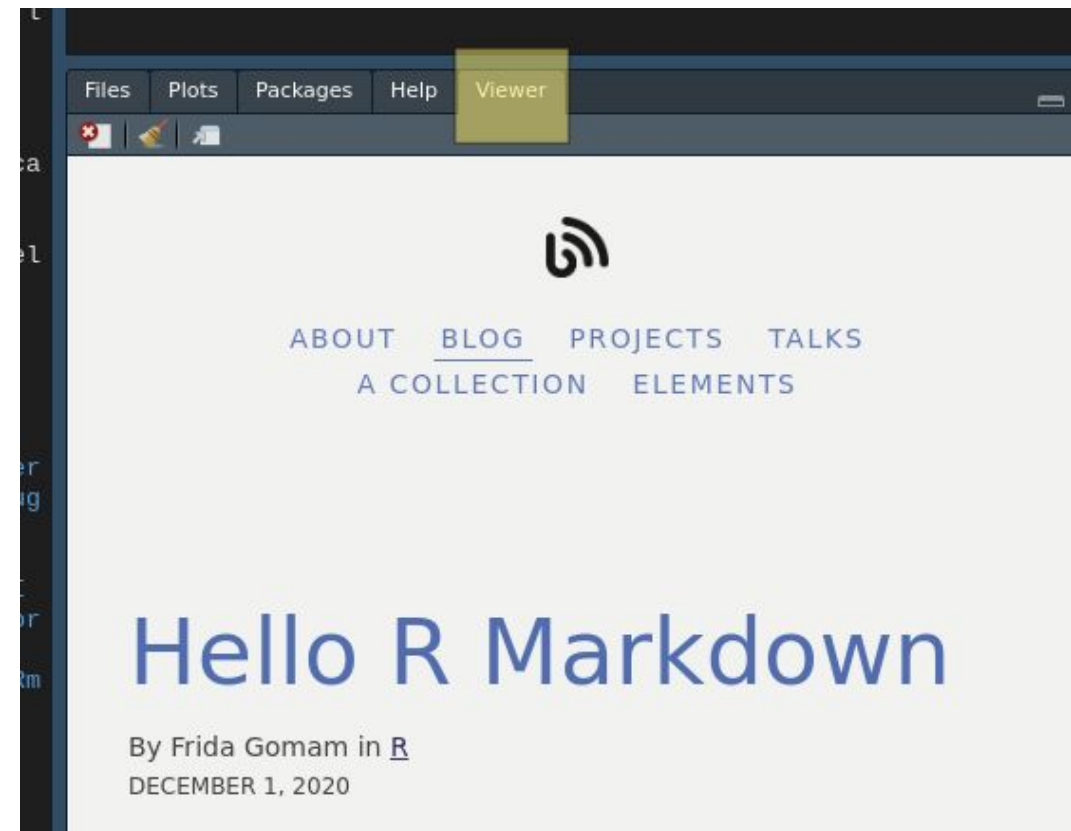 Files Plots Packages Help Viewer
ABOUT BLOG PROJECTS TALKS
A COLLECTION ELEMENTS
Hello R Markdown
By Frida Gomam in R
DECEMBER 1, 2020